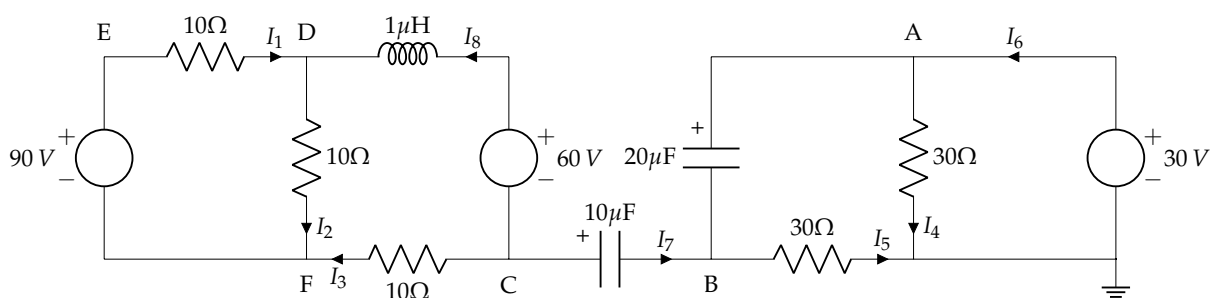 E 10Ω I₁ D 1μH I₈ A I₆
90 V + − 10Ω + − 60 V + 20μF 30Ω + − 30 V
10μF + I₂ I₇ 30Ω I₅ I₄
F I₃ 10Ω C B